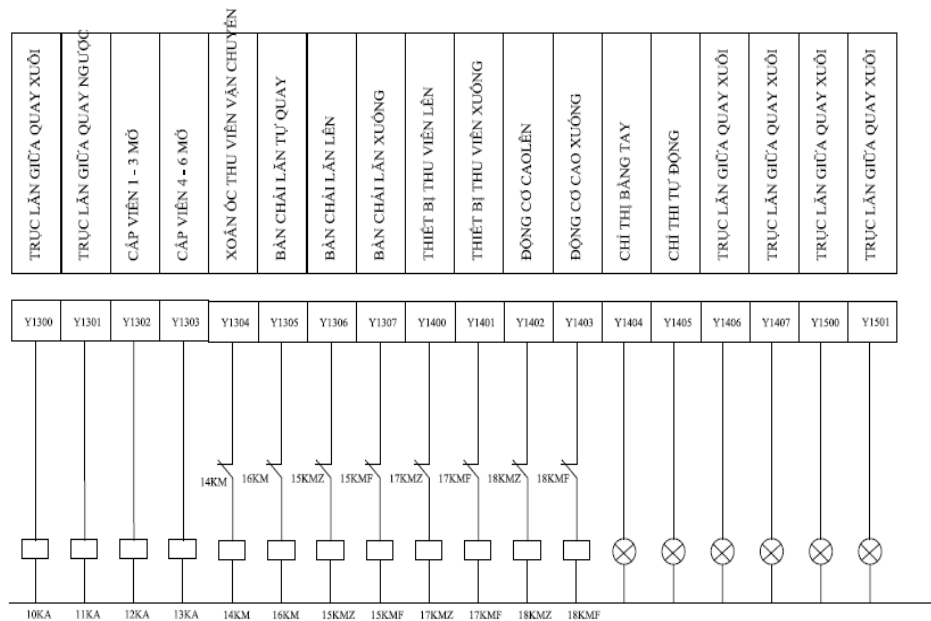 TRỤC LĂN GIỮA QUAY XUÔI
TRỤC LĂN GIỮA QUAY NGƯỢC
CẤP VIÊN 1 - 3 MỞ
CẤP VIÊN 4 - 6 MỞ
XOẮN ỐC THU VIÊN VẬN CHUYỂN
BÀN CHẢI LĂN TỰ QUAY
BÀN CHẢI LĂN LÊN
BÀN CHẢI LĂN XUỐNG
THIẾT BỊ THU VIÊN LÊN
THIẾT BỊ THU VIÊN XUỐNG
ĐỘNG CƠ CAOLÊN
ĐỘNG CƠ CAO XUỐNG
CHỈ THỊ BẰNG TAY
CHỈ THI TỰ ĐỘNG
TRỤC LĂN GIỮA QUAY XUÔI
TRỤC LĂN GIỮA QUAY XUÔI
TRỤC LĂN GIỮA QUAY XUÔI
TRỤC LĂN GIỮA QUAY XUÔI
Y1300 Y1301 Y1302 Y1303 Y1304 Y1305 Y1306 Y1307 Y1400 Y1401 Y1402 Y1403 Y1404 Y1405 Y1406 Y1407 Y1500 Y1501
14KM 16KM 15KMZ 15KMF 17KMZ 17KMF 18KMZ 18KMF
10KA 11KA 12KA 13KA 14KM 16KM 15KMZ 15KMF 17KMZ 17KMF 18KMZ 18KMF